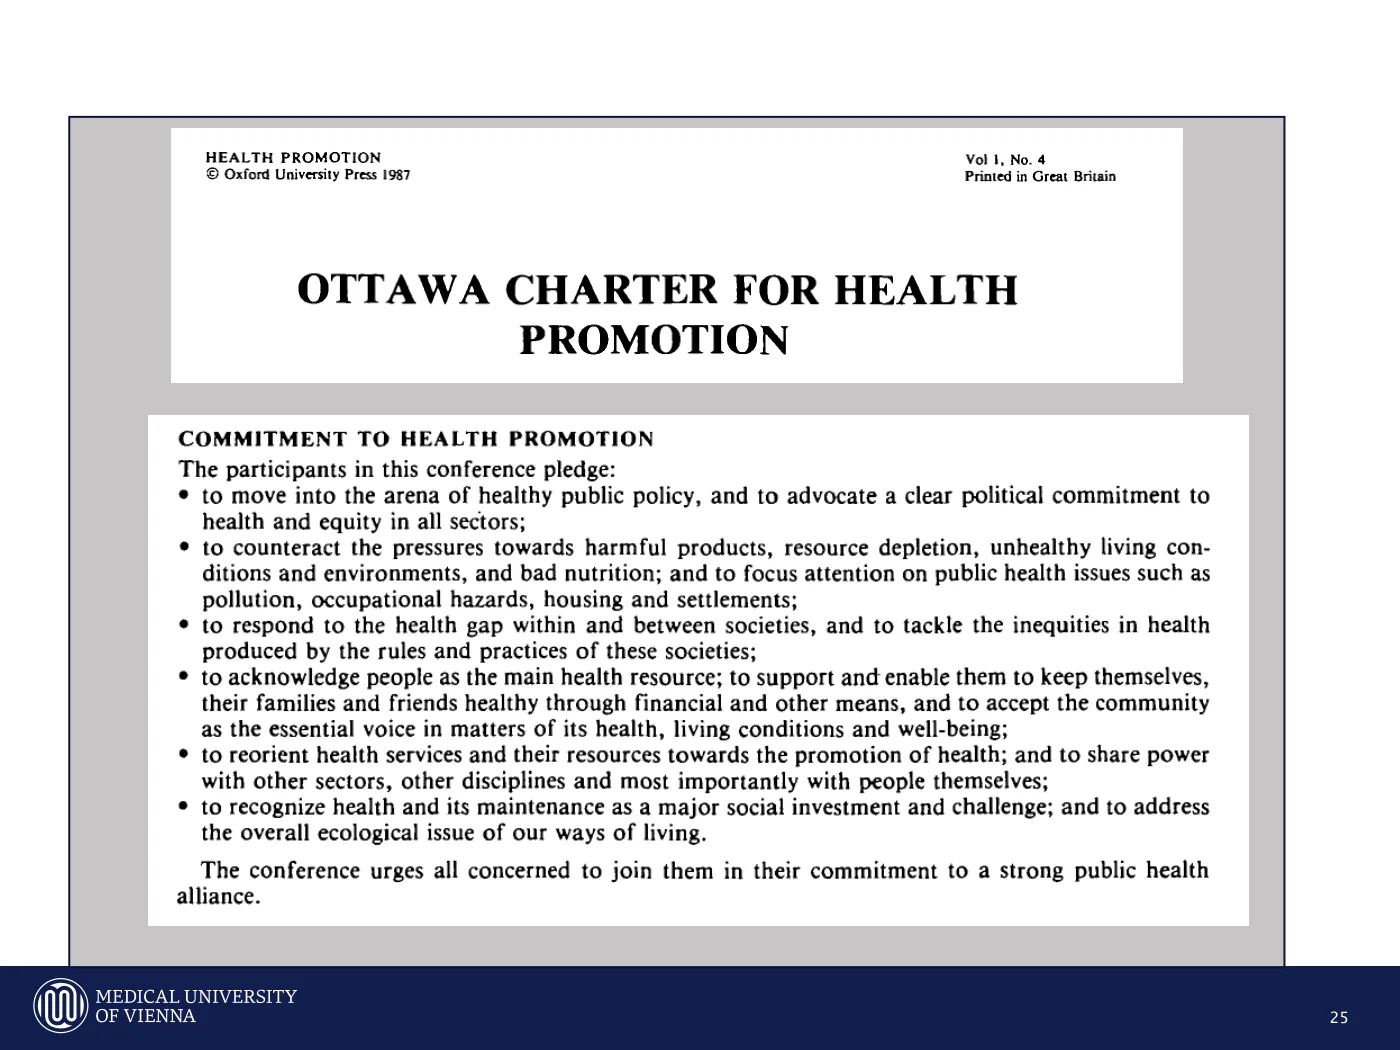 HEALTH PROMOTION
© Oxford University Press 1987
Vol 1, No. 4
Printed in Great Britain
OTTAWA CHARTER FOR HEALTH
PROMOTION
COMMITMENT TO HEALTH PROMOTION
The participants in this conference pledge:
• to move into the arena of healthy public policy, and to advocate a clear political commitment to
health and equity in all sectors;
• to counteract the pressures towards harmful products, resource depletion, unhealthy living con-
ditions and environments, and bad nutrition; and to focus attention on public health issues such as
pollution, occupational hazards, housing and settlements;
• to respond to the health gap within and between societies, and to tackle the inequities in health
produced by the rules and practices of these societies;
• to acknowledge people as the main health resource; to support and enable them to keep themselves,
their families and friends healthy through financial and other means, and to accept the community
as the essential voice in matters of its health, living conditions and well-being;
• to reorient health services and their resources towards the promotion of health; and to share power
with other sectors, other disciplines and most importantly with people themselves;
• to recognize health and its maintenance as a major social investment and challenge; and to address
the overall ecological issue of our ways of living.
The conference urges all concerned to join them in their commitment to a strong public health
alliance.
MEDICAL UNIVERSITY
OF VIENNA
25